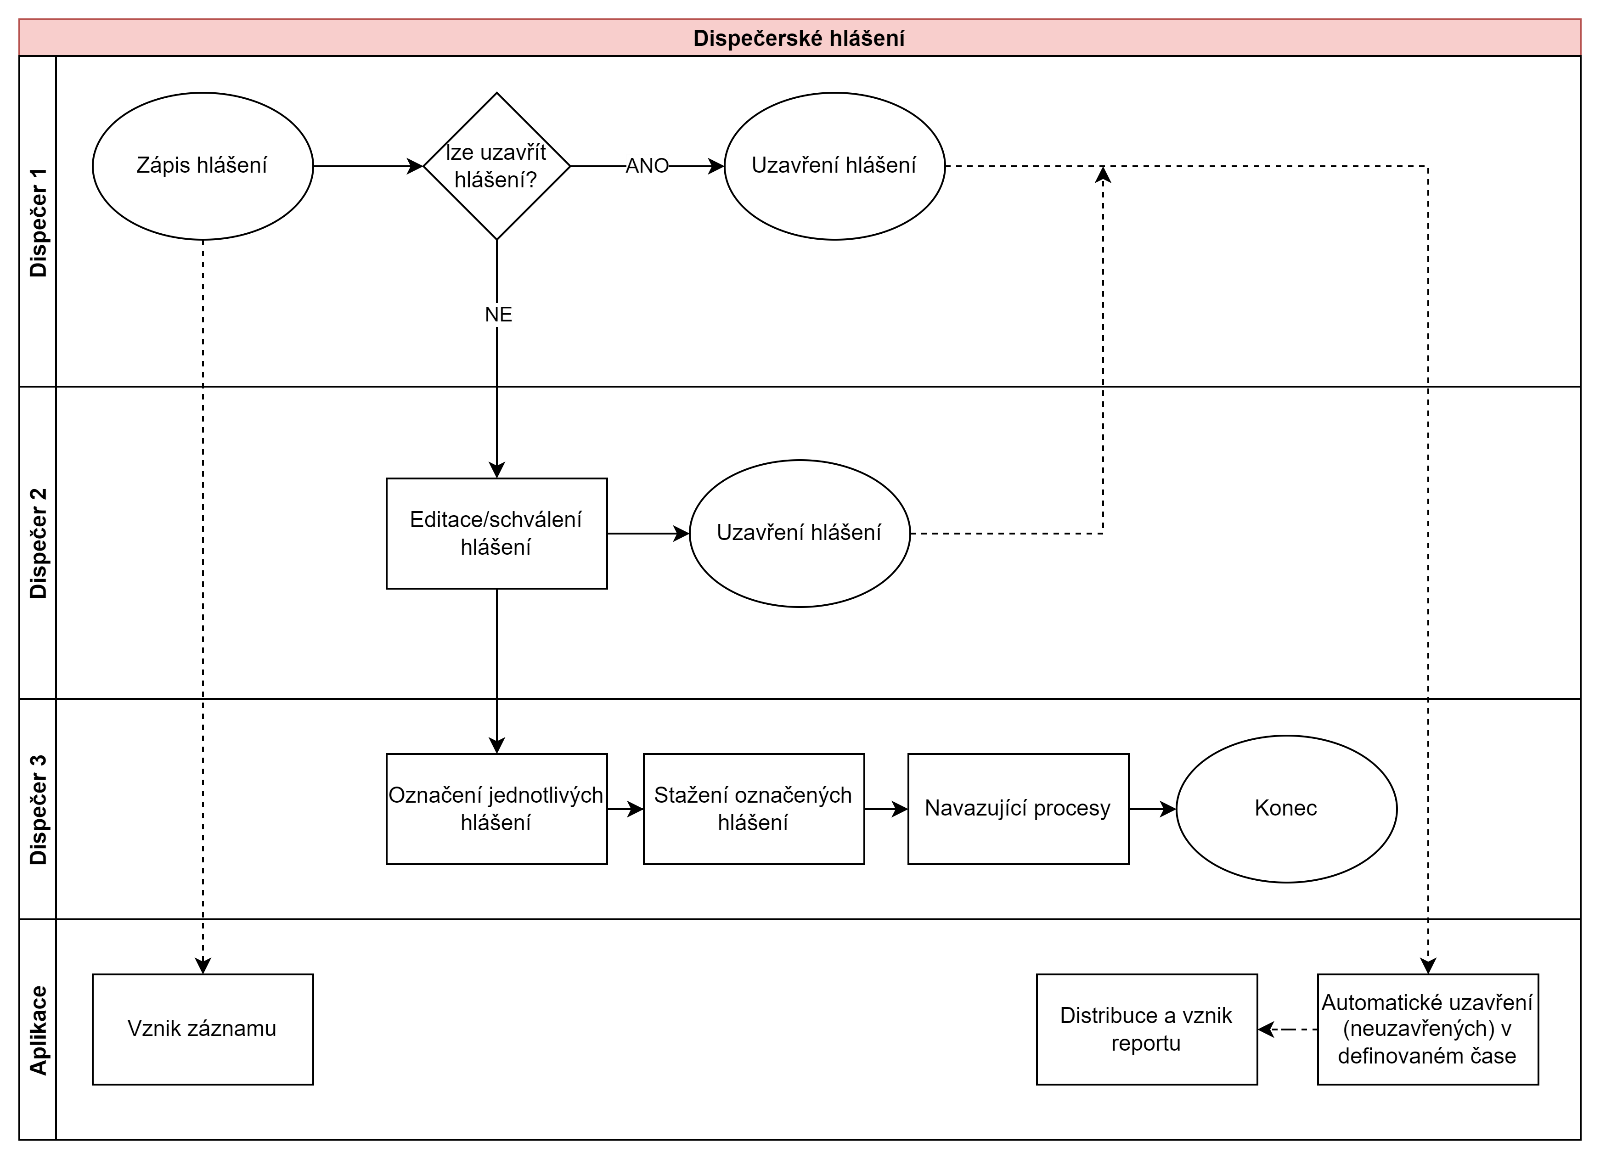 Dispečerské hlášení
Dispečer 1
Zápis hlášení
lze uzavřít
hlášení?
ANO
Uzavření hlášení
NE
Dispečer 2
Editace/schválení
hlášení
Uzavření hlášení
Dispečer 3
Označení jednotlivých
hlášení
Stažení označených
hlášení
Navazující procesy
Konec
Aplikace
Vznik záznamu
Distribuce a vznik
reportu
Automatické uzavření
(neuzavřených) v
definovaném čase